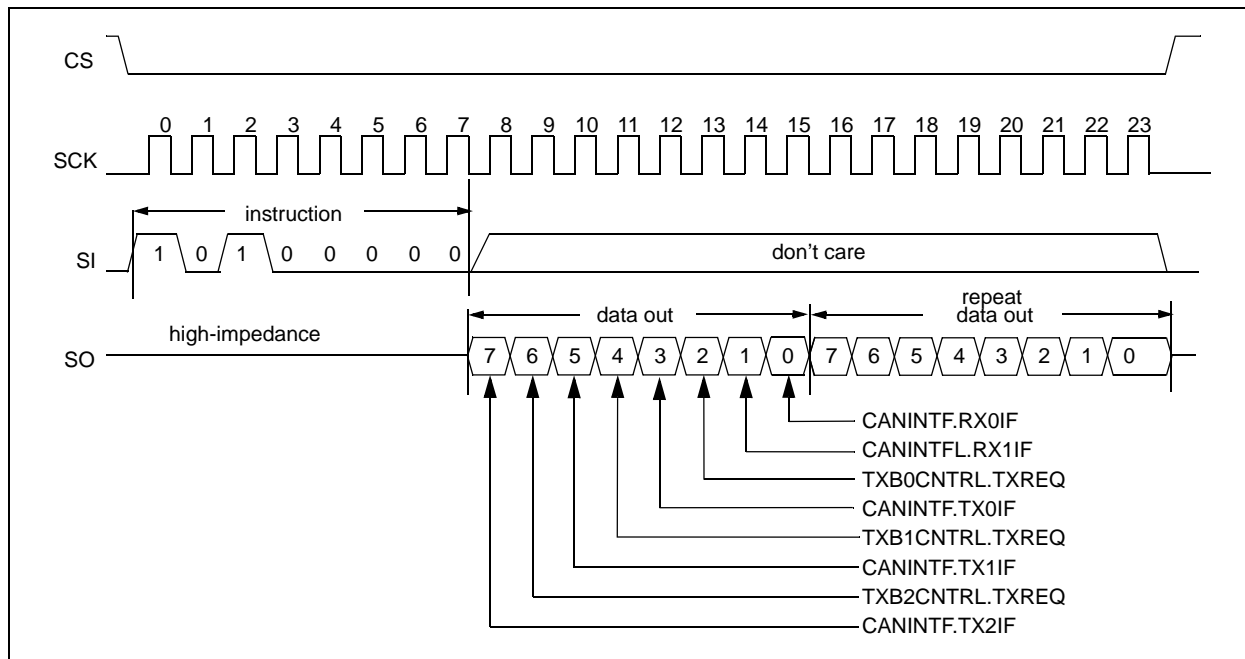 CS
0 1 2 3 4 5 6 7 8 9 10 11 12 13 14 15 16 17 18 19 20 21 22 23
SCK
instruction
SI 1 0 1 0 0 0 0 0 don't care
high-impedance data out repeat
data out
SO 7 6 5 4 3 2 1 0 7 6 5 4 3 2 1 0
CANINTF.RX0IF
CANINTFL.RX1IF
TXB0CNTRL.TXREQ
CANINTF.TX0IF
TXB1CNTRL.TXREQ
CANINTF.TX1IF
TXB2CNTRL.TXREQ
CANINTF.TX2IF